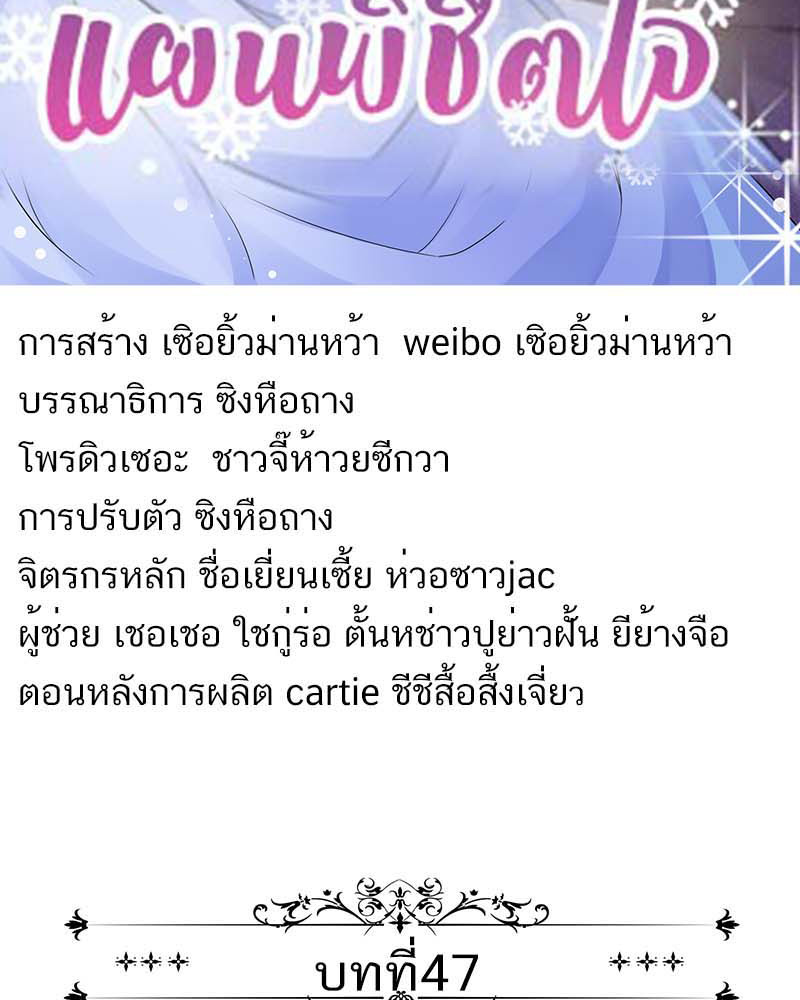 แผนพิชิตใจ
การสร้าง เซิอยิ้วม่านหว้า weibo เซิอยิ้วม่านหว้า
บรรณาธิการ ซิงหือถาง
โพรดิวเซอะ ชาวจี๊ห้าวยซีกวา
การปรับตัว ซิงหือถาง
จิตรกรหลัก ชื่อเยี่ยนเซี้ย ห่วอซาวjac
ผู้ช่วย เชอเชอ ใชกู่ร่อ ตั้นหช่าวปูย่าวฝั้น ยีย้างจือ
ตอนหลังการผลิต cartie ชีชีสื้อสื้งเจี่ยว
บทที่47